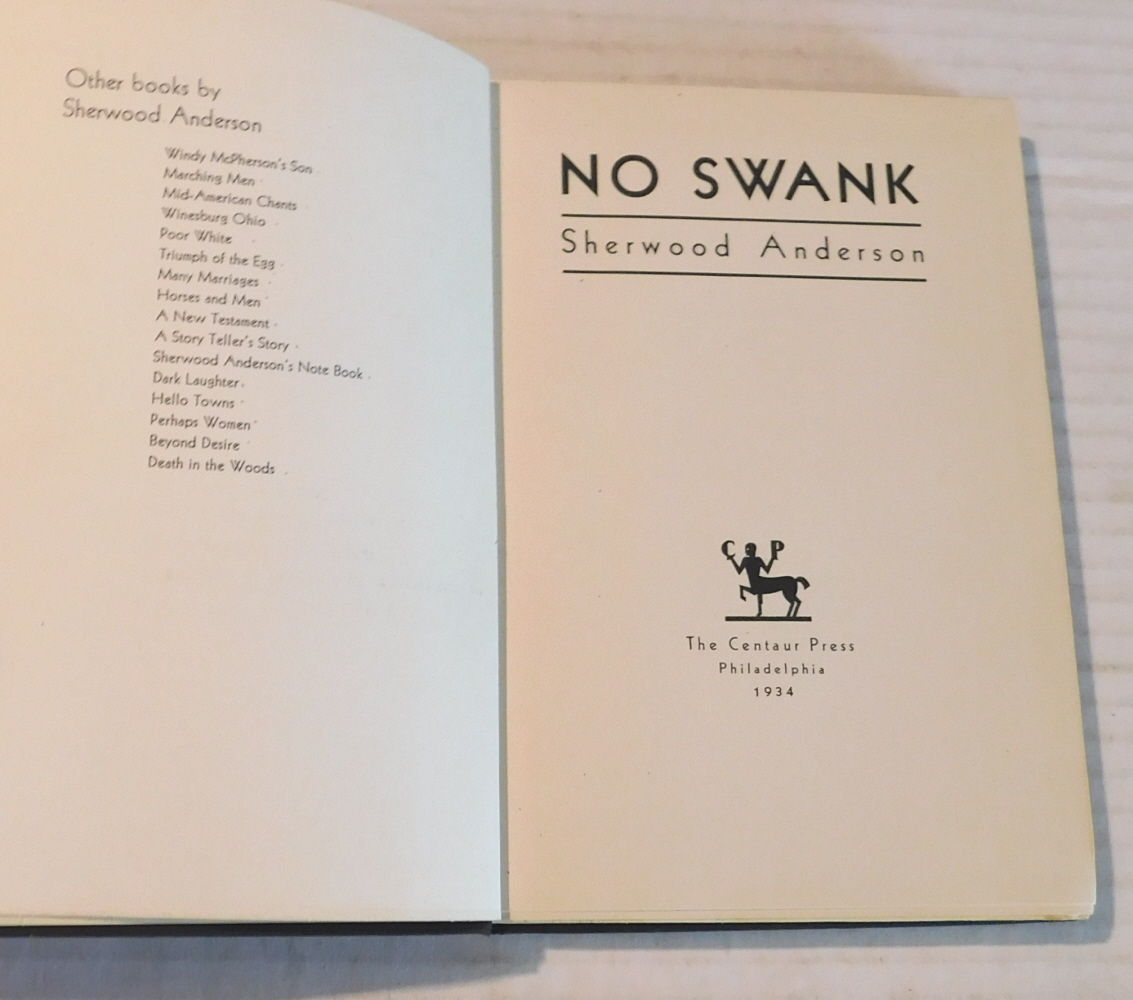 Other books by
Sherwood Anderson
Windy McPherson's Son
Marching Men
Mid-American Chants
Winesburg Ohio
Poor White
Triumph of the Egg
Many Marriages
Horses and Men
A New Testament
A Story Teller's Story
Sherwood Anderson's Note Book
Dark Laughter
Hello Towns
Perhaps Women
Beyond Desire
Death in the Woods
NO SWANK
Sherwood Anderson
C P
The Centaur Press
Philadelphia
1934